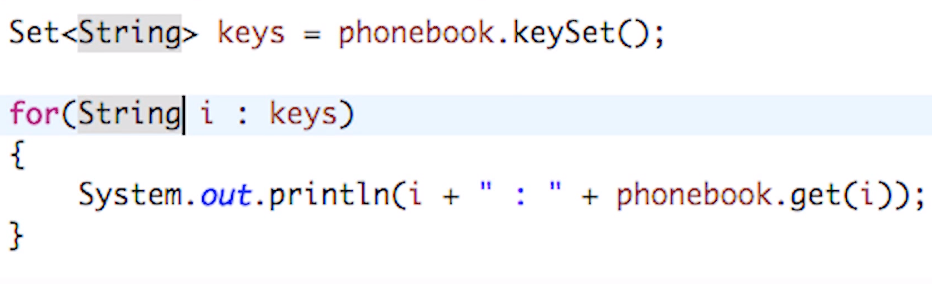 Set<String> keys = phonebook.keySet();
for(String i : keys)
{
System.out.println(i + " : " + phonebook.get(i));
}